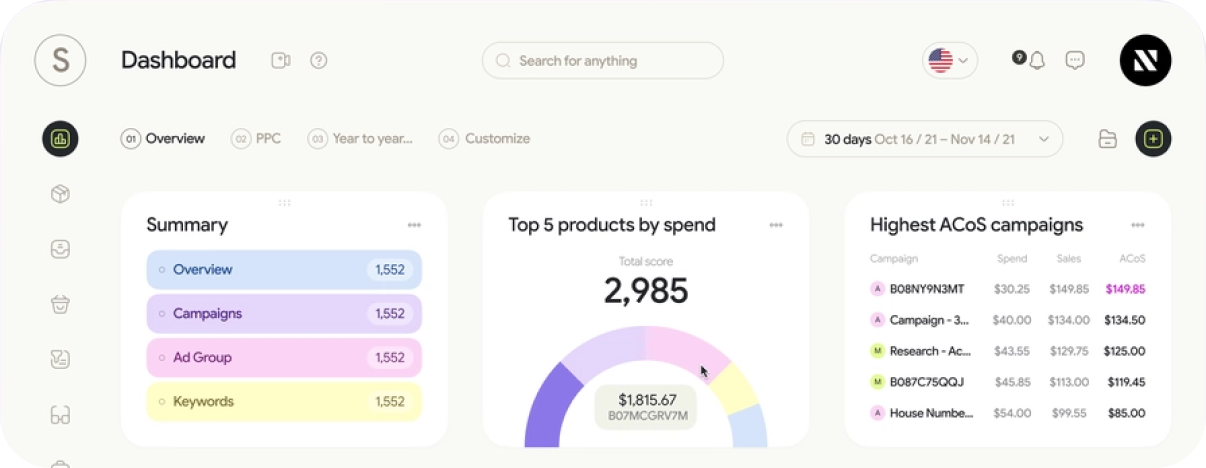 S
Dashboard
Search for anything
9
01 Overview
02 PPC
03 Year to year...
04 Customize
30 days Oct 16 / 21 – Nov 14 / 21
Summary
Overview 1,552
Campaigns 1,552
Ad Group 1,552
Keywords 1,552
Top 5 products by spend
Total score
2,985
$1,815.67
B07MCGRV7M
Highest ACoS campaigns
Campaign Spend Sales ACoS
A B08NY9N3MT $30.25 $149.85 $149.85
A Campaign - 3... $40.00 $134.00 $134.50
M Research - Ac... $43.55 $129.75 $125.00
M B087C75QQJ $45.85 $113.00 $119.45
A House Numbe... $54.00 $99.55 $85.00